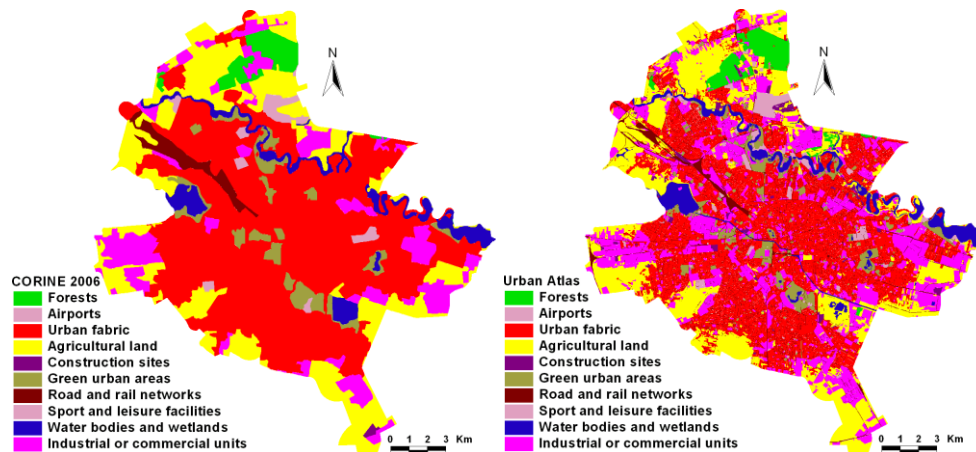 N
CORINE 2006
Forests
Airports
Urban fabric
Agricultural land
Construction sites
Green urban areas
Road and rail networks
Sport and leisure facilities
Water bodies and wetlands
Industrial or commercial units
0 1 2 3 Km
N
Urban Atlas
Forests
Airports
Urban fabric
Agricultural land
Construction sites
Green urban areas
Road and rail networks
Sport and leisure facilities
Water bodies and wetlands
Industrial or commercial units
0 1 2 3 Km